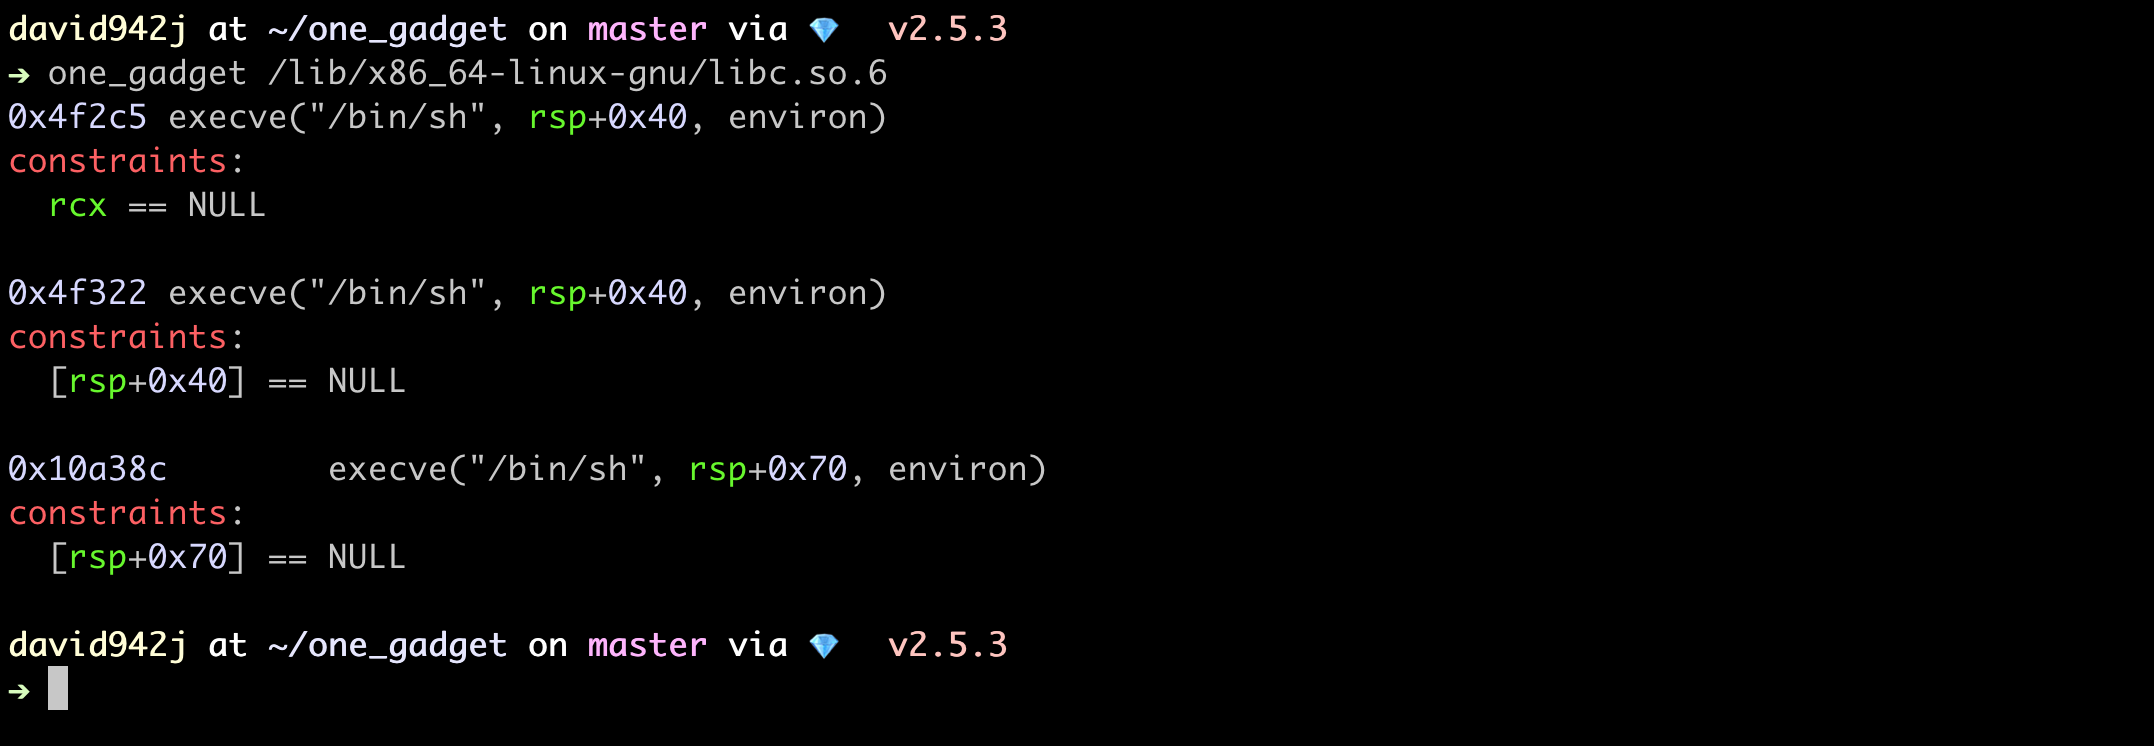 david942j at ~/one_gadget on master via 💎 v2.5.3
➔ one_gadget /lib/x86_64-linux-gnu/libc.so.6
0x4f2c5 execve("/bin/sh", rsp+0x40, environ)
constraints:
  rcx == NULL

0x4f322 execve("/bin/sh", rsp+0x40, environ)
constraints:
  [rsp+0x40] == NULL

0x10a38c        execve("/bin/sh", rsp+0x70, environ)
constraints:
  [rsp+0x70] == NULL

david942j at ~/one_gadget on master via 💎 v2.5.3
➔